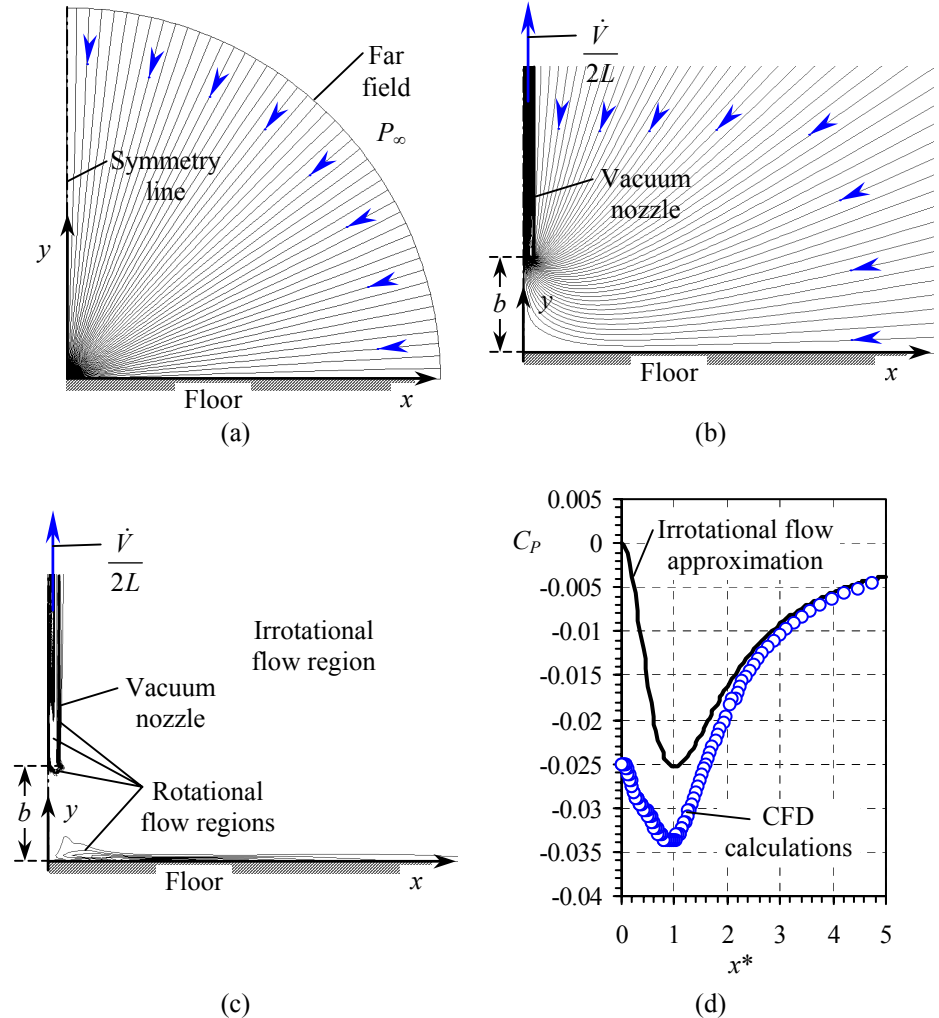 Far
field
P∞
Symmetry
line
y
Floor
x
(a)
V̇
2L
Vacuum
nozzle
b
y
Floor
x
(b)
V̇
2L
Irrotational
flow region
Vacuum
nozzle
b
y
Rotational
flow regions
Floor
x
(c)
0.005
0
-0.005
-0.01
-0.015
-0.02
-0.025
-0.03
-0.035
-0.04
CP
Irrotational flow
approximation
CFD
calculations
0 1 2 3 4 5
x*
(d)